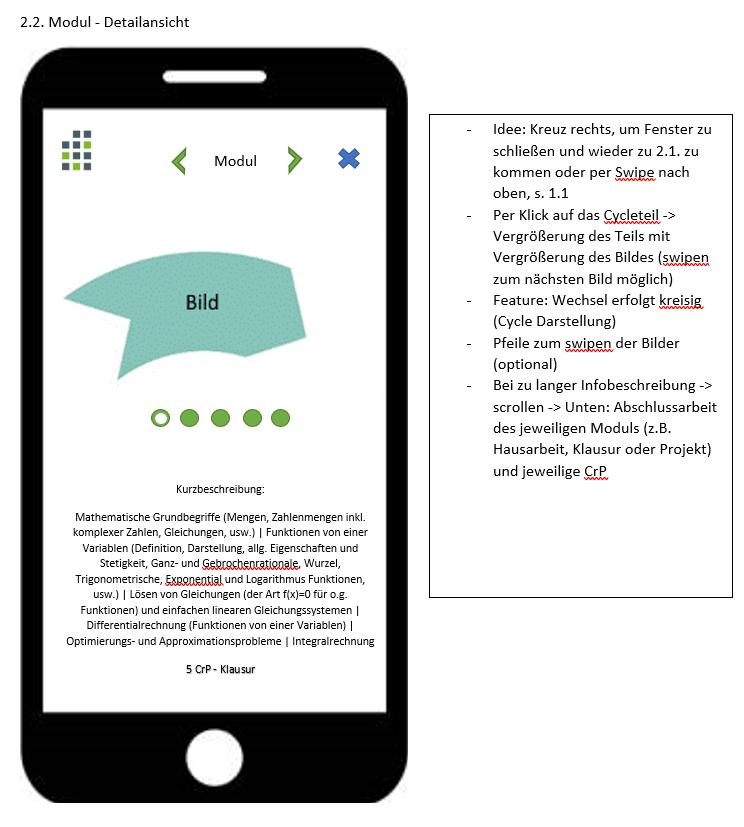 2.2. Modul - Detailansicht
Modul
Bild
Kurzbeschreibung:
Mathematische Grundbegriffe (Mengen, Zahlenmengen inkl.
komplexer Zahlen, Gleichungen, usw.) | Funktionen von einer
Variablen (Definition, Darstellung, allg. Eigenschaften und
Stetigkeit, Ganz- und Gebrochenrationale, Wurzel,
Trigonometrische, Exponential und Logarithmus Funktionen,
usw.) | Lösen von Gleichungen (der Art f(x)=0 für o.g.
Funktionen) und einfachen linearen Gleichungssystemen |
Differentialrechnung (Funktionen von einer Variablen) |
Optimierungs- und Approximationsprobleme | Integralrechnung
5 CrP - Klausur
- Idee: Kreuz rechts, um Fenster zu
schließen und wieder zu 2.1. zu
kommen oder per Swipe nach
oben, s. 1.1
- Per Klick auf das Cycleteil ->
Vergrößerung des Teils mit
Vergrößerung des Bildes (swipen
zum nächsten Bild möglich)
- Feature: Wechsel erfolgt kreisig
(Cycle Darstellung)
- Pfeile zum swipen der Bilder
(optional)
- Bei zu langer Infobeschreibung ->
scrollen -> Unten: Abschlussarbeit
des jeweiligen Moduls (z.B.
Hausarbeit, Klausur oder Projekt)
und jeweilige CrP